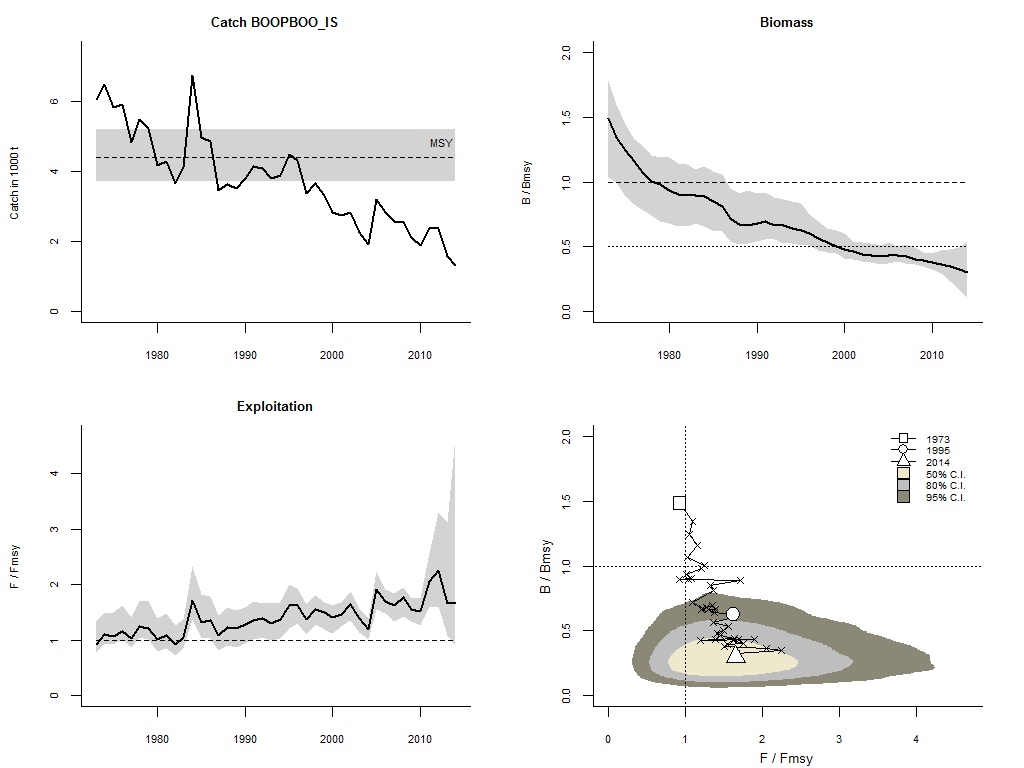 Catch BOOPBOO_IS
Catch in 1000 t
6
4
2
0
MSY
1980 1990 2000 2010
Biomass
B / Bmsy
2.0
1.5
1.0
0.5
0.0
1980 1990 2000 2010
Exploitation
F / Fmsy
4
3
2
1
0
1980 1990 2000 2010
B / Bmsy
2.0
1.5
1.0
0.5
0.0
1973
1995
2014
50% C.I.
80% C.I.
95% C.I.
0 1 2 3 4
F / Fmsy